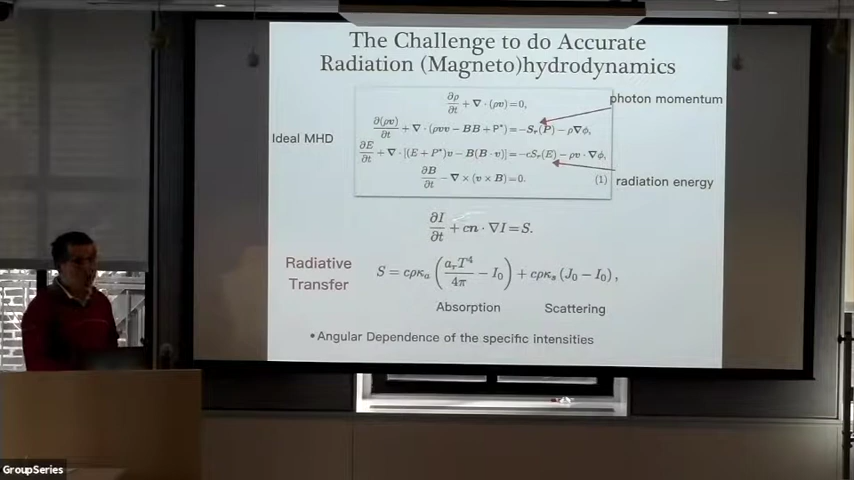 The Challenge to do Accurate
Radiation (Magneto)hydrodynamics
photon momentum
Ideal MHD
∂ρ/∂t + ∇ · (ρv) = 0,
∂(ρv)/∂t + ∇ · (ρvv − BB + P*) = −S_r(P) − ρ∇ϕ,
∂E/∂t + ∇ · [(E + P*)v − B(B · v)] = −cS_r(E) − ρv · ∇ϕ,
∂B/∂t − ∇ × (v × B) = 0. (1)
radiation energy
∂I/∂t + cn · ∇I = S.
Radiative
Transfer
S = cρκ_a (a_r T^4/4π − I_0) + cρκ_s (J_0 − I_0),
Absorption Scattering
• Angular Dependence of the specific intensities
GroupSeries